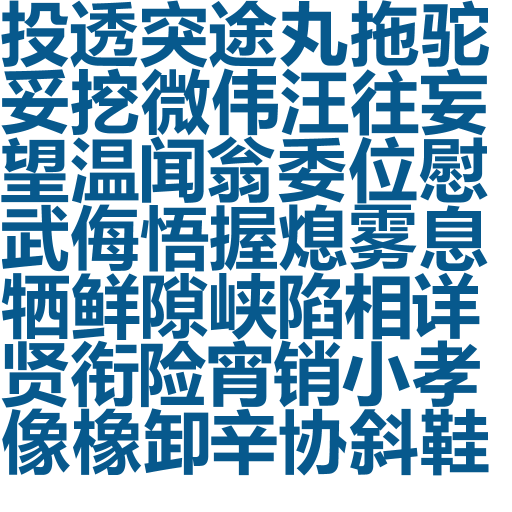 投透突途丸拖驼
妥挖微伟汪往妄
望温闻翁委位慰
武侮悟握熄雾息
牺鲜隙峡陷相详
贤衔险宵销小孝
像橡卸辛协斜鞋